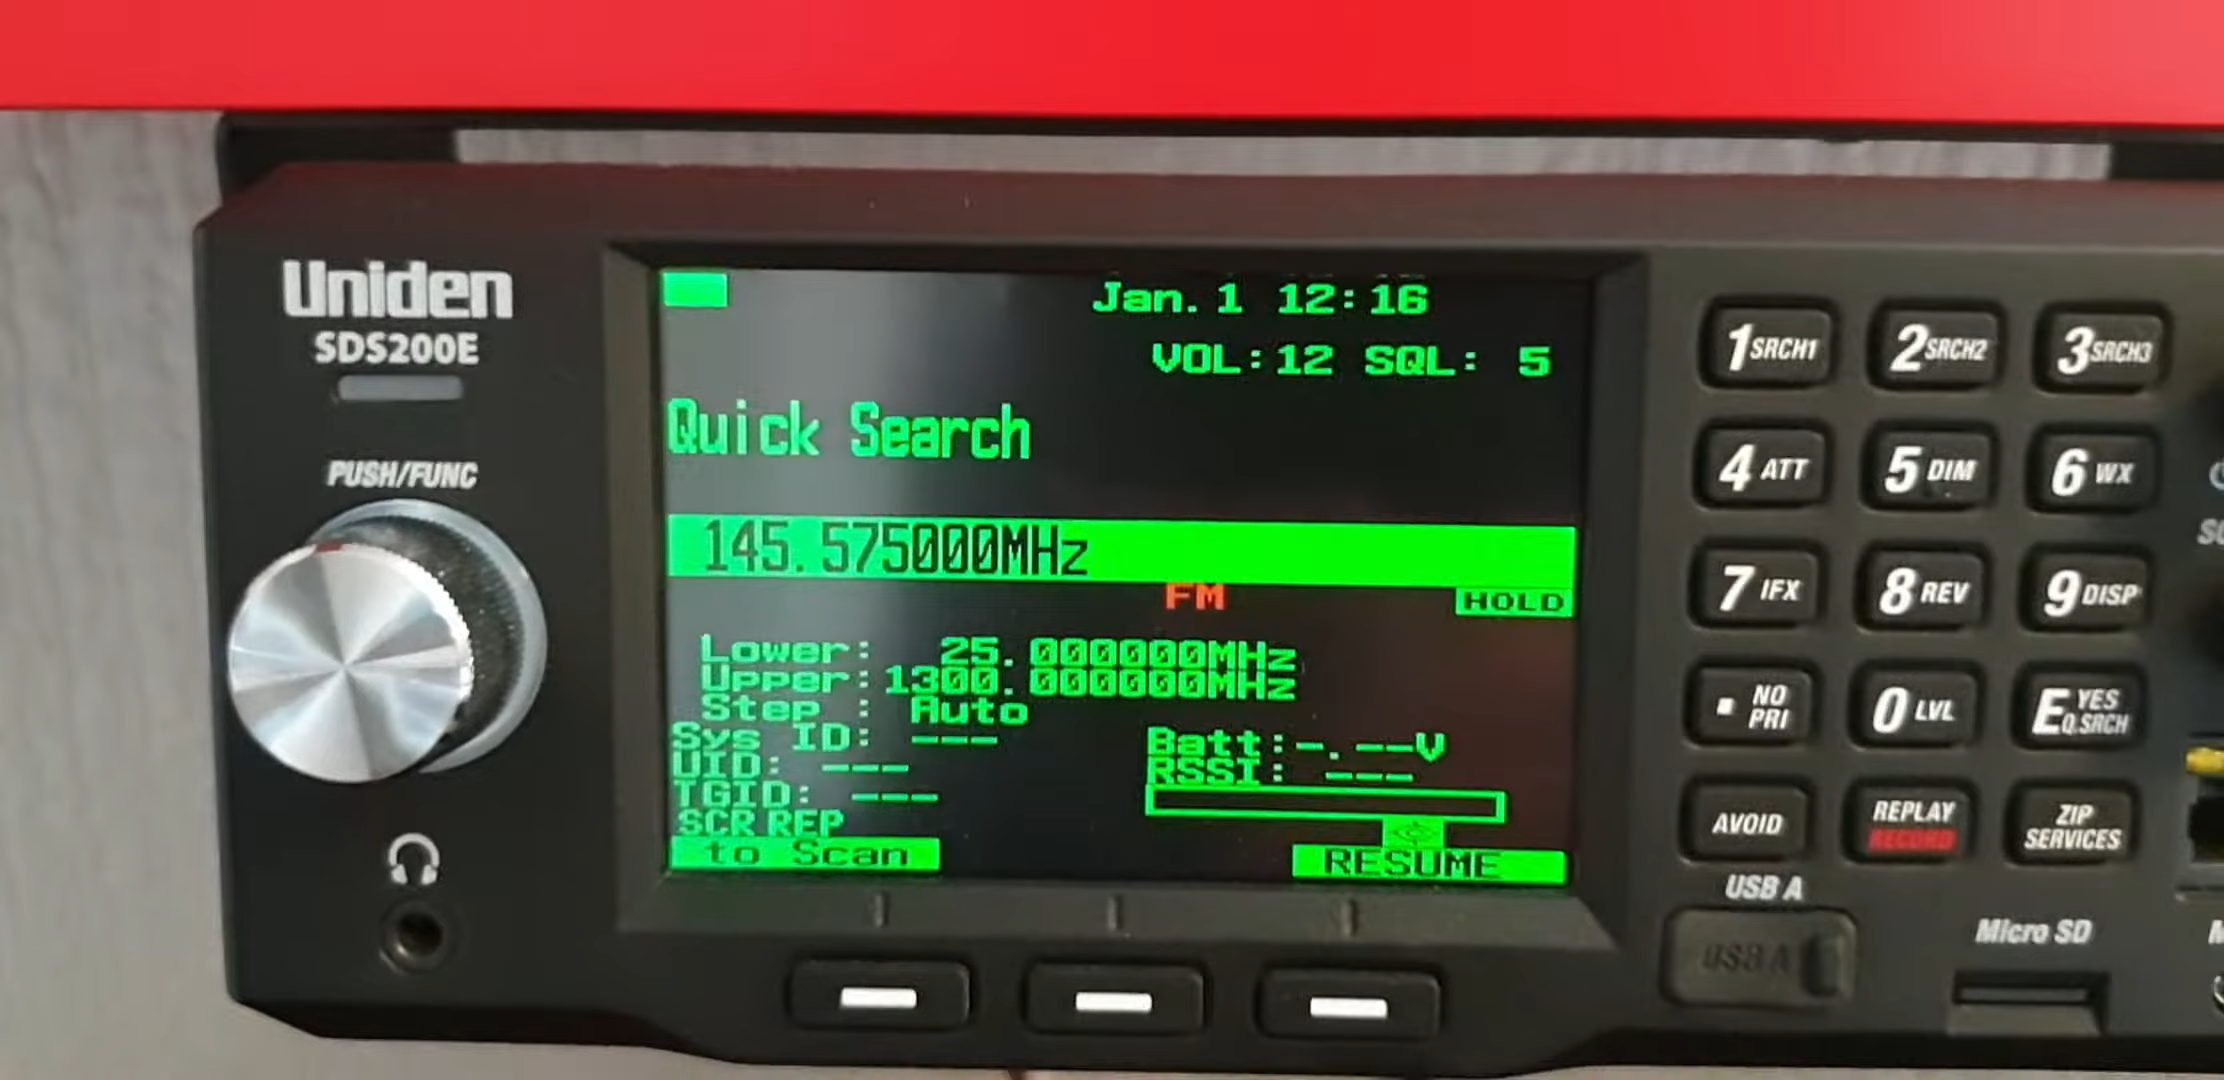 Uniden
SDS200E
PUSH/FUNC
Jan. 1 12:16
VOL:12 SQL: 5
Quick Search
145.575000MHz
FM
HOLD
Lower: 25.000000MHz
Upper:1300.000000MHz
Step : Auto
Sys ID: ---
Batt:-.--V
UID: ---
RSSI: ---
TGID: ---
SCR REP
to Scan
RESUME
1 SRCH1
2 SRCH2
3 SRCH3
4 ATT
5 DIM
6 WX
7 IFX
8 REV
9 DISP
. NO PRI
0 LVL
E YES Q.SRCH
AVOID
REPLAY
RECORD
ZIP
SERVICES
USB A
USB A
Micro SD